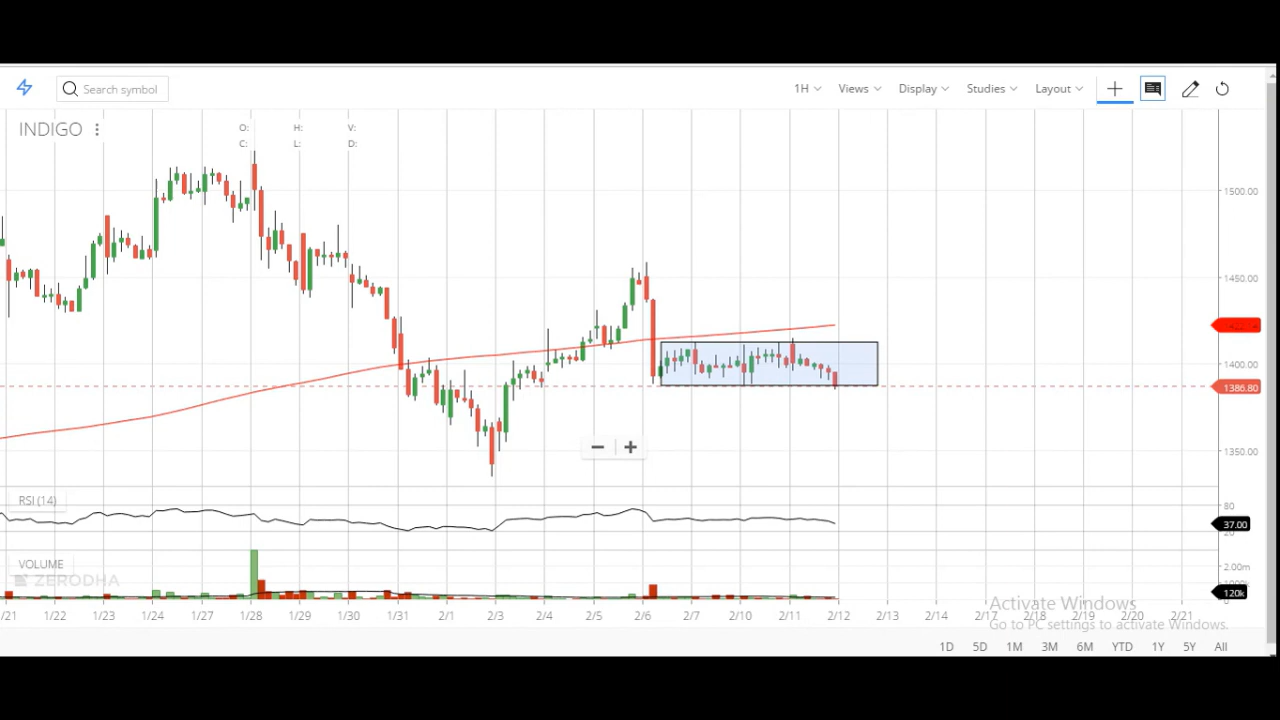 Search symbol
1H Views Display Studies Layout
INDIGO
O: H: V:
C: L: D:
1500.00
1450.00
1400.00
1386.80
1350.00
RSI (14)
80
37.00
VOLUME
2.00m
ZERODHA
120k
Activate Windows
Go to PC settings to activate Windows.
/21 1/22 1/23 1/24 1/27 1/28 1/29 1/30 1/31 2/1 2/3 2/4 2/5 2/6 2/7 2/10 2/11 2/12 2/13 2/14 2/17 2/18 2/19 2/20 2/21
1D 5D 1M 3M 6M YTD 1Y 5Y All